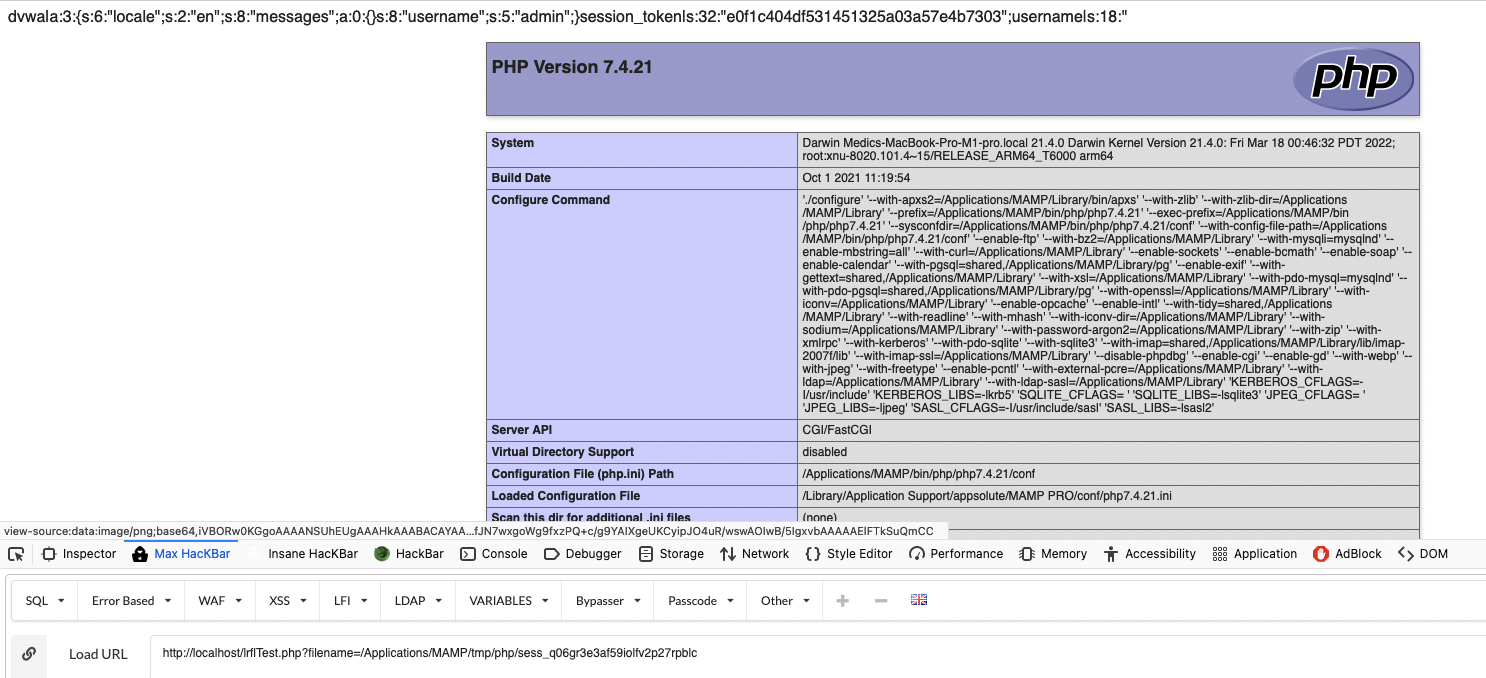 dvwala:3:{s:6:"locale";s:2:"en";s:8:"messages";a:0:{}s:8:"username";s:5:"admin";}session_tokenls:32:"e0f1c404df531451325a03a57e4b7303";usernamels:18:"
PHP Version 7.4.21
php
System
Darwin Medics-MacBook-Pro-M1-pro.local 21.4.0 Darwin Kernel Version 21.4.0: Fri Mar 18 00:46:32 PDT 2022;
root:xnu-8020.101.4~15/RELEASE_ARM64_T6000 arm64
Build Date
Oct 1 2021 11:19:54
Configure Command
'./configure' '--with-apxs2=/Applications/MAMP/Library/bin/apxs' '--with-zlib' '--with-zlib-dir=/Applications
/MAMP/Library' '--prefix=/Applications/MAMP/bin/php/php7.4.21' '--exec-prefix=/Applications/MAMP/bin
/php/php7.4.21' '--sysconfdir=/Applications/MAMP/bin/php/php7.4.21/conf' '--with-config-file-path=/Applications
/MAMP/bin/php/php7.4.21/conf' '--enable-ftp' '--with-bz2=/Applications/MAMP/Library' '--with-mysqli=mysqlnd' '--
enable-mbstring=all' '--with-curl=/Applications/MAMP/Library' '--enable-sockets' '--enable-bcmath' '--enable-soap' '--
enable-calendar' '--with-pgsql=shared,/Applications/MAMP/Library/pg' '--enable-exif' '--with-
gettext=shared,/Applications/MAMP/Library' '--with-xsl=/Applications/MAMP/Library' '--with-pdo-mysql=mysqlnd' '--
with-pdo-pgsql=shared,/Applications/MAMP/Library/pg' '--with-openssl=/Applications/MAMP/Library' '--with-
iconv=/Applications/MAMP/Library' '--enable-opcache' '--enable-intl' '--with-tidy=shared,/Applications
/MAMP/Library' '--with-readline' '--with-mhash' '--with-iconv-dir=/Applications/MAMP/Library' '--with-
sodium=/Applications/MAMP/Library' '--with-password-argon2=/Applications/MAMP/Library' '--with-zip' '--with-
xmlrpc' '--with-kerberos' '--with-pdo-sqlite' '--with-sqlite3' '--with-imap=shared,/Applications/MAMP/Library/lib/imap-
2007f/lib' '--with-imap-ssl=/Applications/MAMP/Library' '--disable-phpdbg' '--enable-cgi' '--enable-gd' '--with-webp' '--
with-jpeg' '--with-freetype' '--enable-pcntl' '--with-external-pcre=/Applications/MAMP/Library' '--with-
ldap=/Applications/MAMP/Library' '--with-ldap-sasl=/Applications/MAMP/Library' 'KERBEROS_CFLAGS=-
I/usr/include' 'KERBEROS_LIBS=-lkrb5' 'SQLITE_CFLAGS= ' 'SQLITE_LIBS=-lsqlite3' 'JPEG_CFLAGS= '
'JPEG_LIBS=-ljpeg' 'SASL_CFLAGS=-I/usr/include/sasl' 'SASL_LIBS=-lsasl2'
Server API
CGI/FastCGI
Virtual Directory Support
disabled
Configuration File (php.ini) Path
/Applications/MAMP/bin/php/php7.4.21/conf
Loaded Configuration File
/Library/Application Support/appsolute/MAMP PRO/conf/php7.4.21.ini
Scan this dir for additional .ini files
(none)
view-source:data:image/png;base64,iVBORw0KGgoAAAANSUhEUgAAAHkAAABACAYAA...fJN7wxgoWg9fxzPQ+c/g9YAIXgeUKCyipJO4uR/wswAOIwB/5IgxvbAAAAAElFTkSuQmCC
Inspector
Max HacKBar
Insane HacKBar
HackBar
Console
Debugger
Storage
Network
Style Editor
Performance
Memory
Accessibility
Application
AdBlock
DOM
SQL
Error Based
WAF
XSS
LFI
LDAP
VARIABLES
Bypasser
Passcode
Other
Load URL
http://localhost/lrfITest.php?filename=/Applications/MAMP/tmp/php/sess_q06gr3e3af59iolfv2p27rpblc